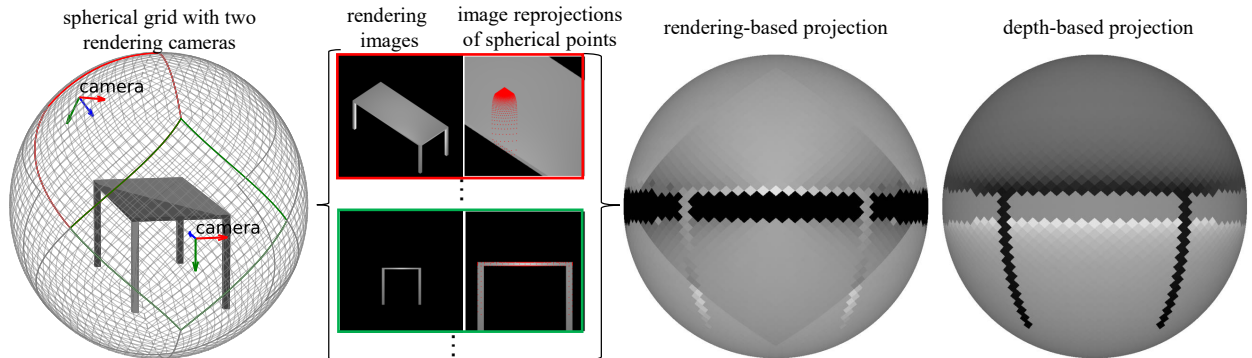 spherical grid with two
rendering cameras
camera
camera
rendering
images
image reprojections
of spherical points
rendering-based projection
depth-based projection